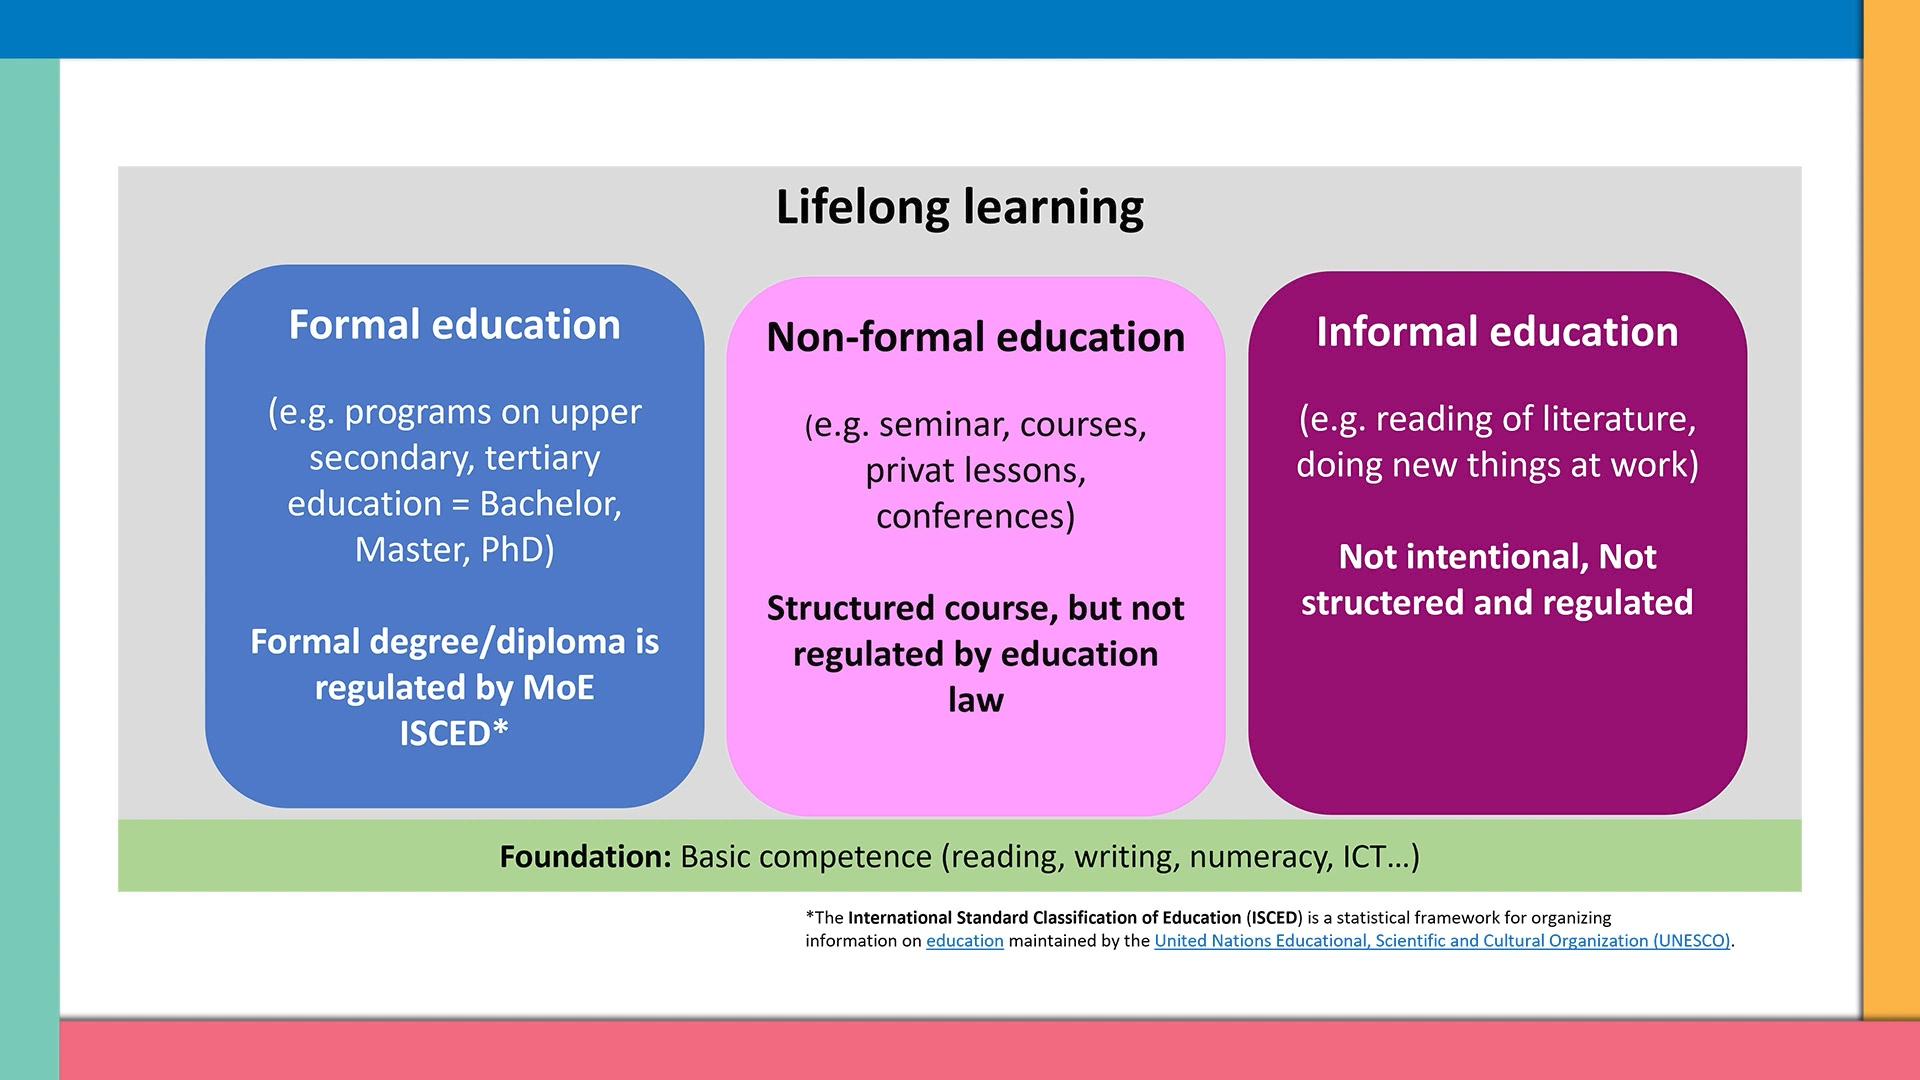 Lifelong learning
Formal education
(e.g. programs on upper
secondary, tertiary
education = Bachelor,
Master, PhD)
Formal degree/diploma is
regulated by MoE
ISCED*
Non-formal education
(e.g. seminar, courses,
privat lessons,
conferences)
Structured course, but not
regulated by education
law
Informal education
(e.g. reading of literature,
doing new things at work)
Not intentional, Not
structered and regulated
Foundation: Basic competence (reading, writing, numeracy, ICT…)
*The International Standard Classification of Education (ISCED) is a statistical framework for organizing
information on education maintained by the United Nations Educational, Scientific and Cultural Organization (UNESCO).